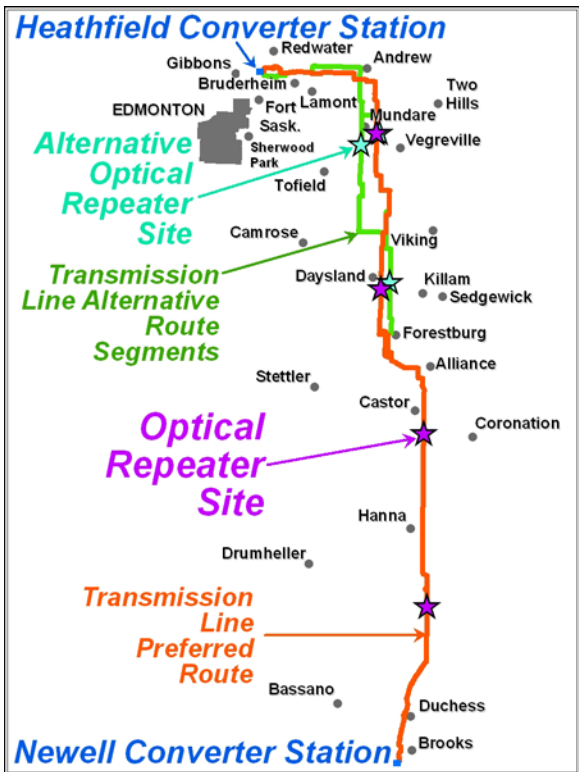 Heathfield Converter Station
Redwater
Gibbons
Andrew
Bruderheim
Two
Hills
Lamont
EDMONTON
Fort
Sask.
Mundare
Sherwood
Park
Vegreville
Alternative
Optical
Repeater
Site
Tofield
Camrose
Viking
Transmission
Line Alternative
Route
Segments
Daysland
Killam
Sedgewick
Forestburg
Alliance
Stettler
Castor
Coronation
Optical
Repeater
Site
Hanna
Drumheller
Transmission
Line
Preferred
Route
Bassano
Duchess
Brooks
Newell Converter Station